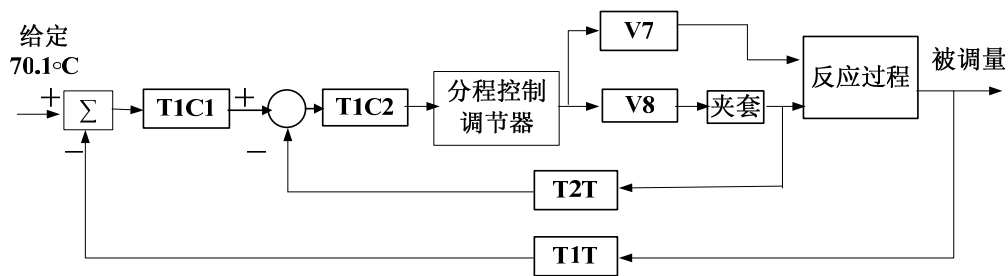 给定
70.1°C
+
Σ
−
T1C1
+
−
T1C2
分程控制
调节器
V7
V8
夹套
反应过程
被调量
T2T
T1T